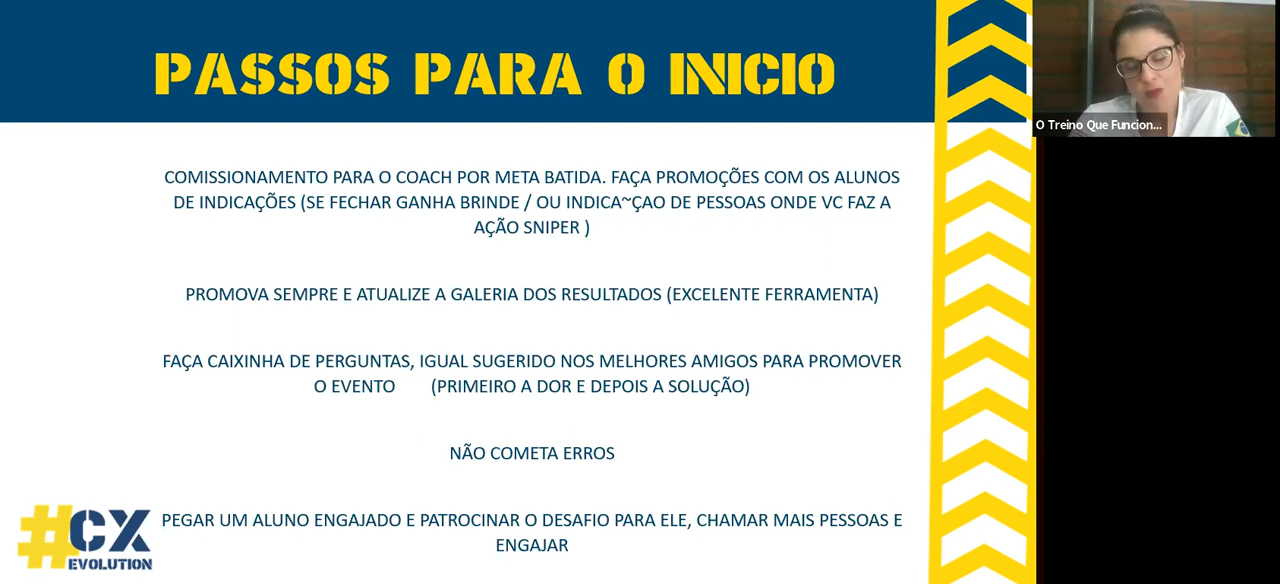 PASSOS PARA O INICIO
O Treino Que Funcion...
COMISSIONAMENTO PARA O COACH POR META BATIDA. FAÇA PROMOÇÕES COM OS ALUNOS
DE INDICAÇÕES (SE FECHAR GANHA BRINDE / OU INDICA~ÇAO DE PESSOAS ONDE VC FAZ A
AÇÃO SNIPER )
PROMOVA SEMPRE E ATUALIZE A GALERIA DOS RESULTADOS (EXCELENTE FERRAMENTA)
FAÇA CAIXINHA DE PERGUNTAS, IGUAL SUGERIDO NOS MELHORES AMIGOS PARA PROMOVER
O EVENTO (PRIMEIRO A DOR E DEPOIS A SOLUÇÃO)
NÃO COMETA ERROS
PEGAR UM ALUNO ENGAJADO E PATROCINAR O DESAFIO PARA ELE, CHAMAR MAIS PESSOAS E
ENGAJAR
#CX
EVOLUTION